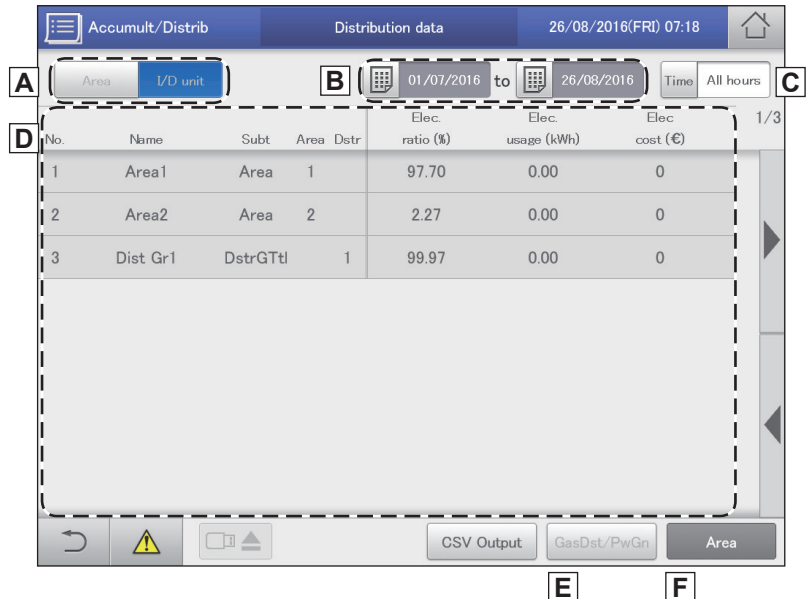 Accumult/Distrib Distribution data 26/08/2016(FRI) 07:18
A Area I/D unit B 01/07/2016 to 26/08/2016 Time All hours C
D
Elec. Elec. Elec 1/3
No. Name Subt Area Dstr ratio (%) usage (kWh) cost (€)
1 Area1 Area 1 97.70 0.00 0
2 Area2 Area 2 2.27 0.00 0
3 Dist Gr1 DstrGTtl 1 99.97 0.00 0
CSV Output GasDst/PwGn Area
E F